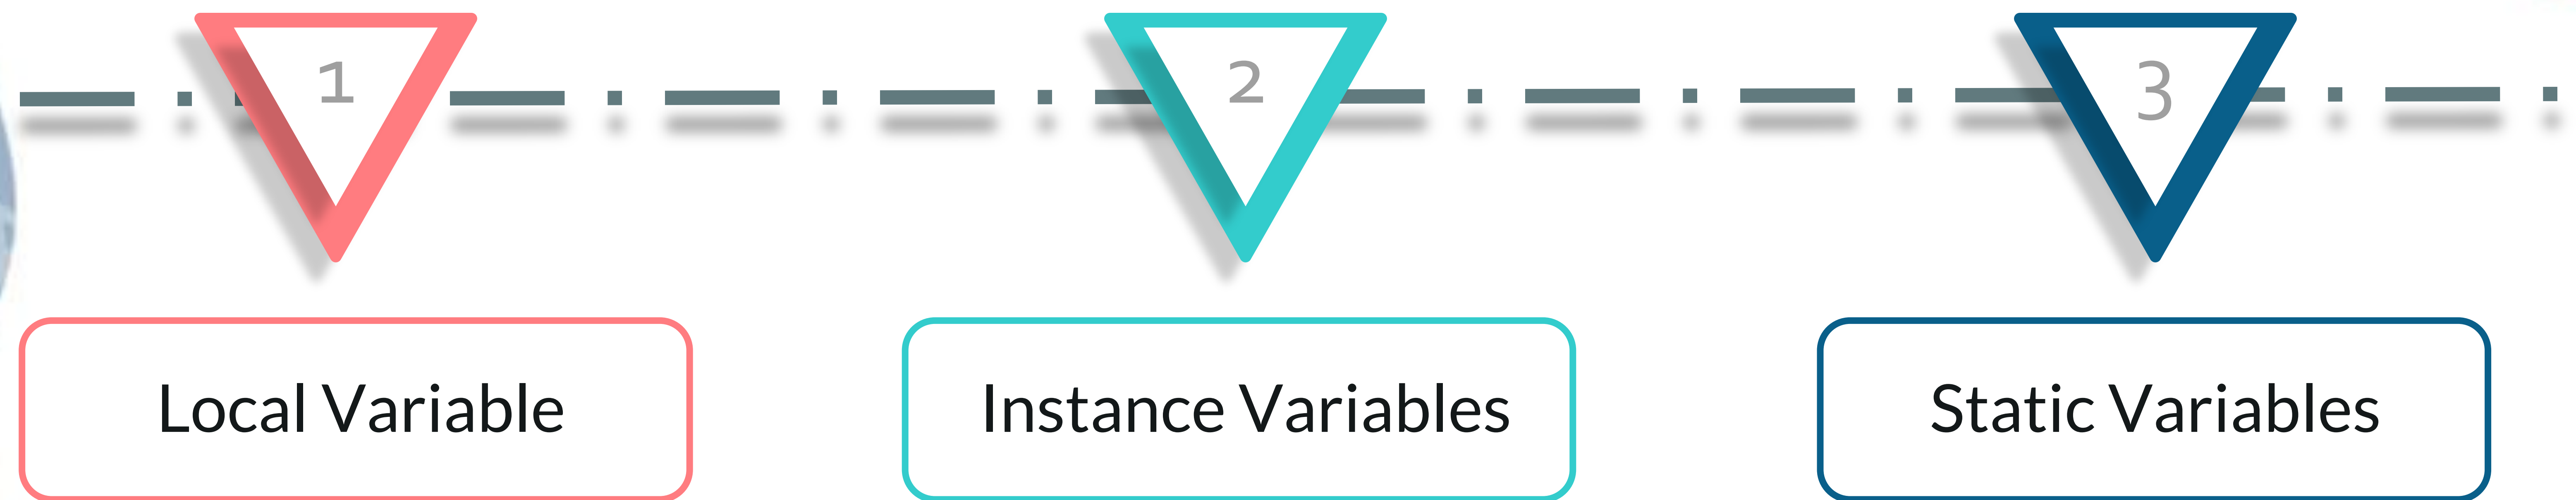 1
2
3
Local Variable
Instance Variables
Static Variables